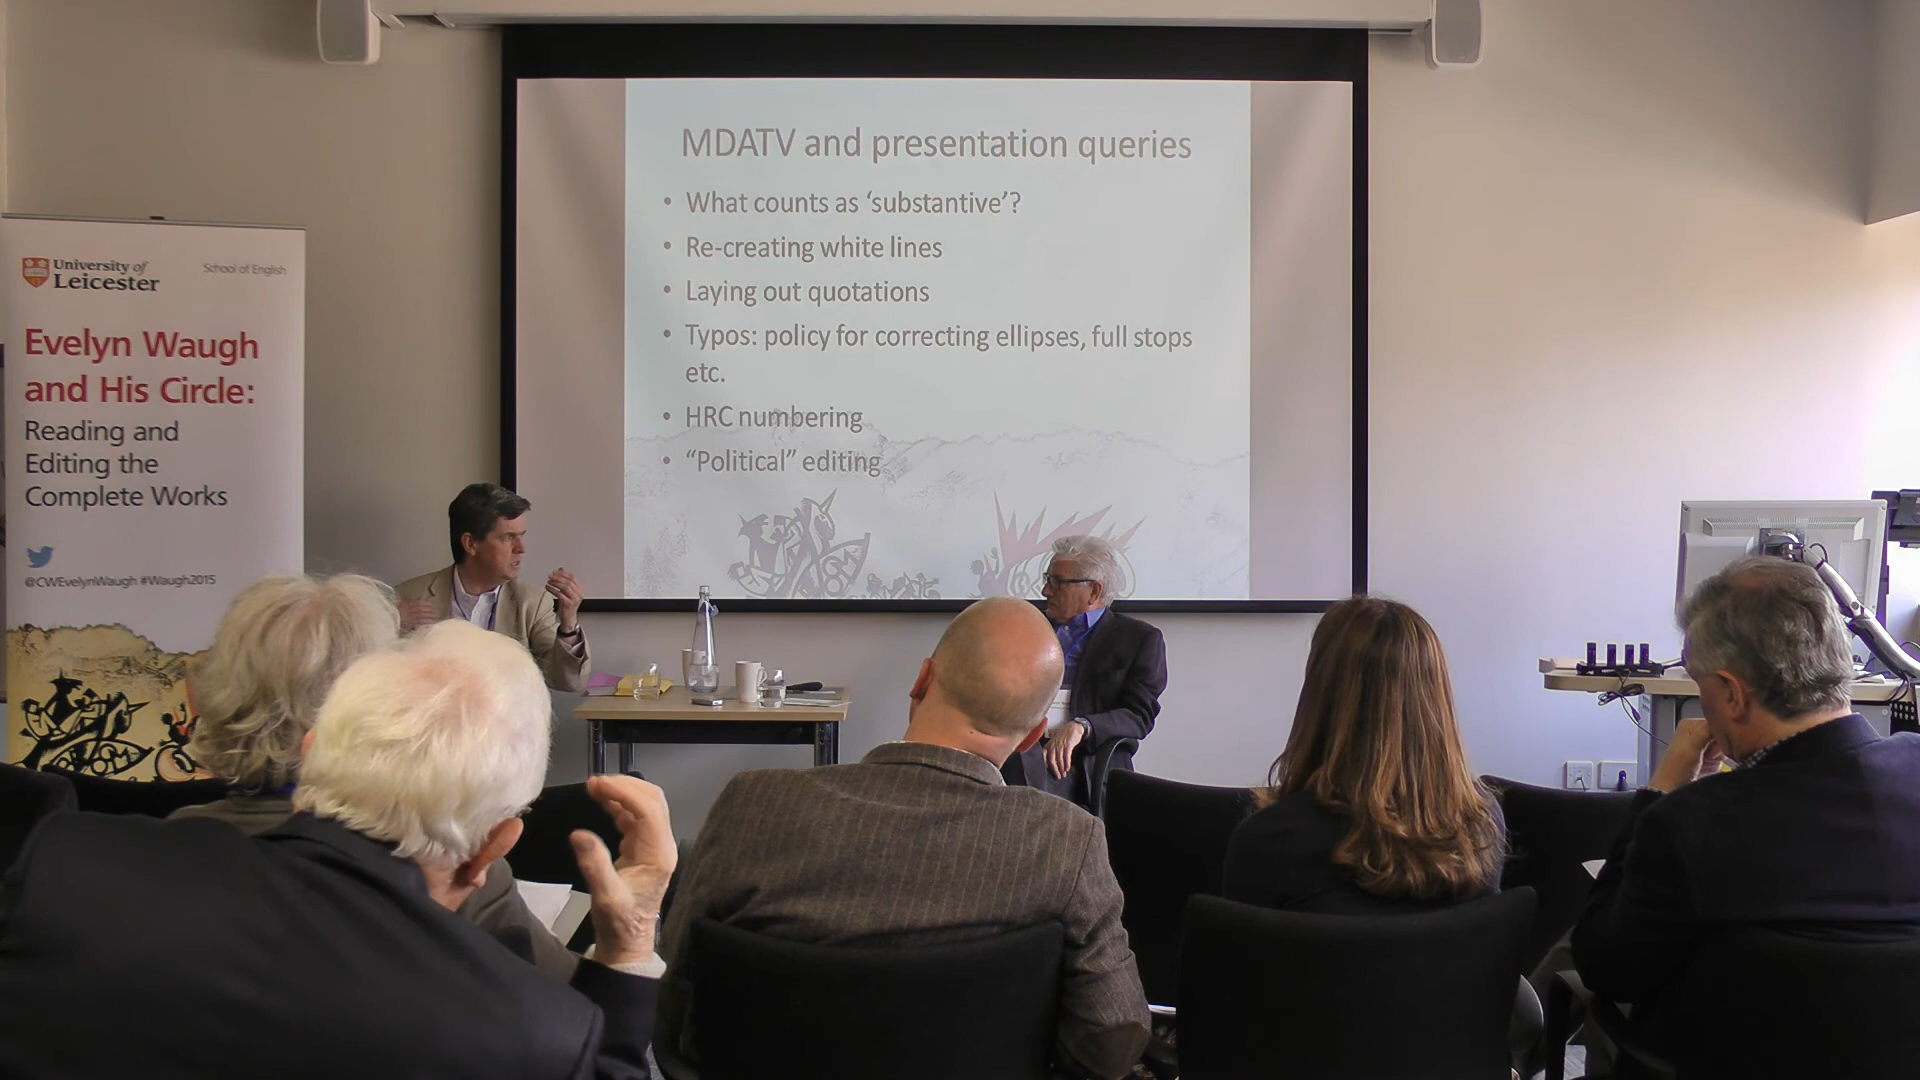 MDATV and presentation queries
• What counts as ‘substantive’?
• Re-creating white lines
• Laying out quotations
• Typos: policy for correcting ellipses, full stops
etc.
• HRC numbering
• “Political” editing
University of
Leicester
School of English
Evelyn Waugh
and His Circle:
Reading and
Editing the
Complete Works
@CWEvelynWaugh #Waugh2015